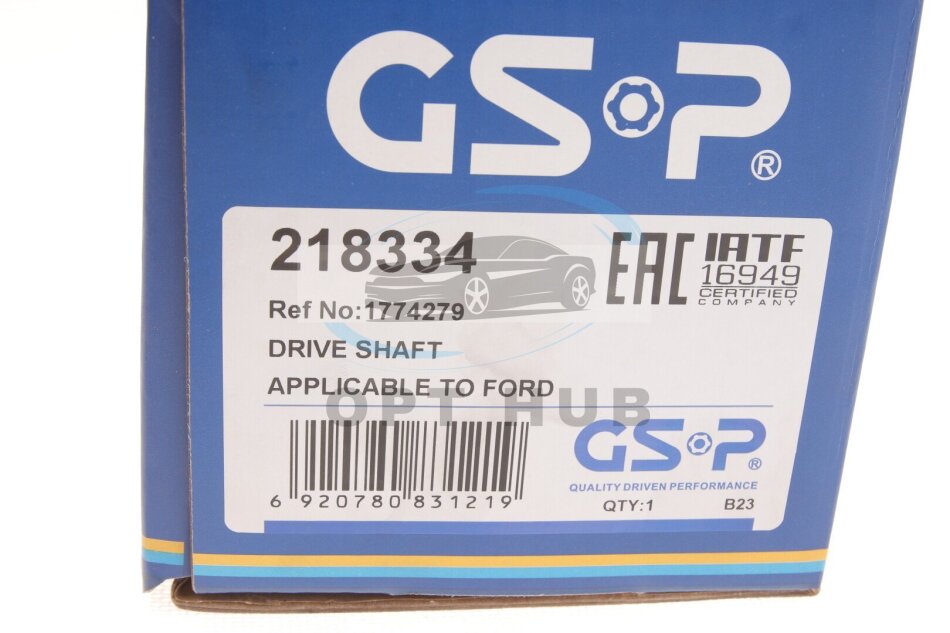 GSP®
218334
EAC
IATF
16949
CERTIFIED
COMPANY
Ref No:1774279
DRIVE SHAFT
APPLICABLE TO FORD
OPT HUB
GSP®
6 920780 831219
QUALITY DRIVEN PERFORMANCE
QTY:1 B23